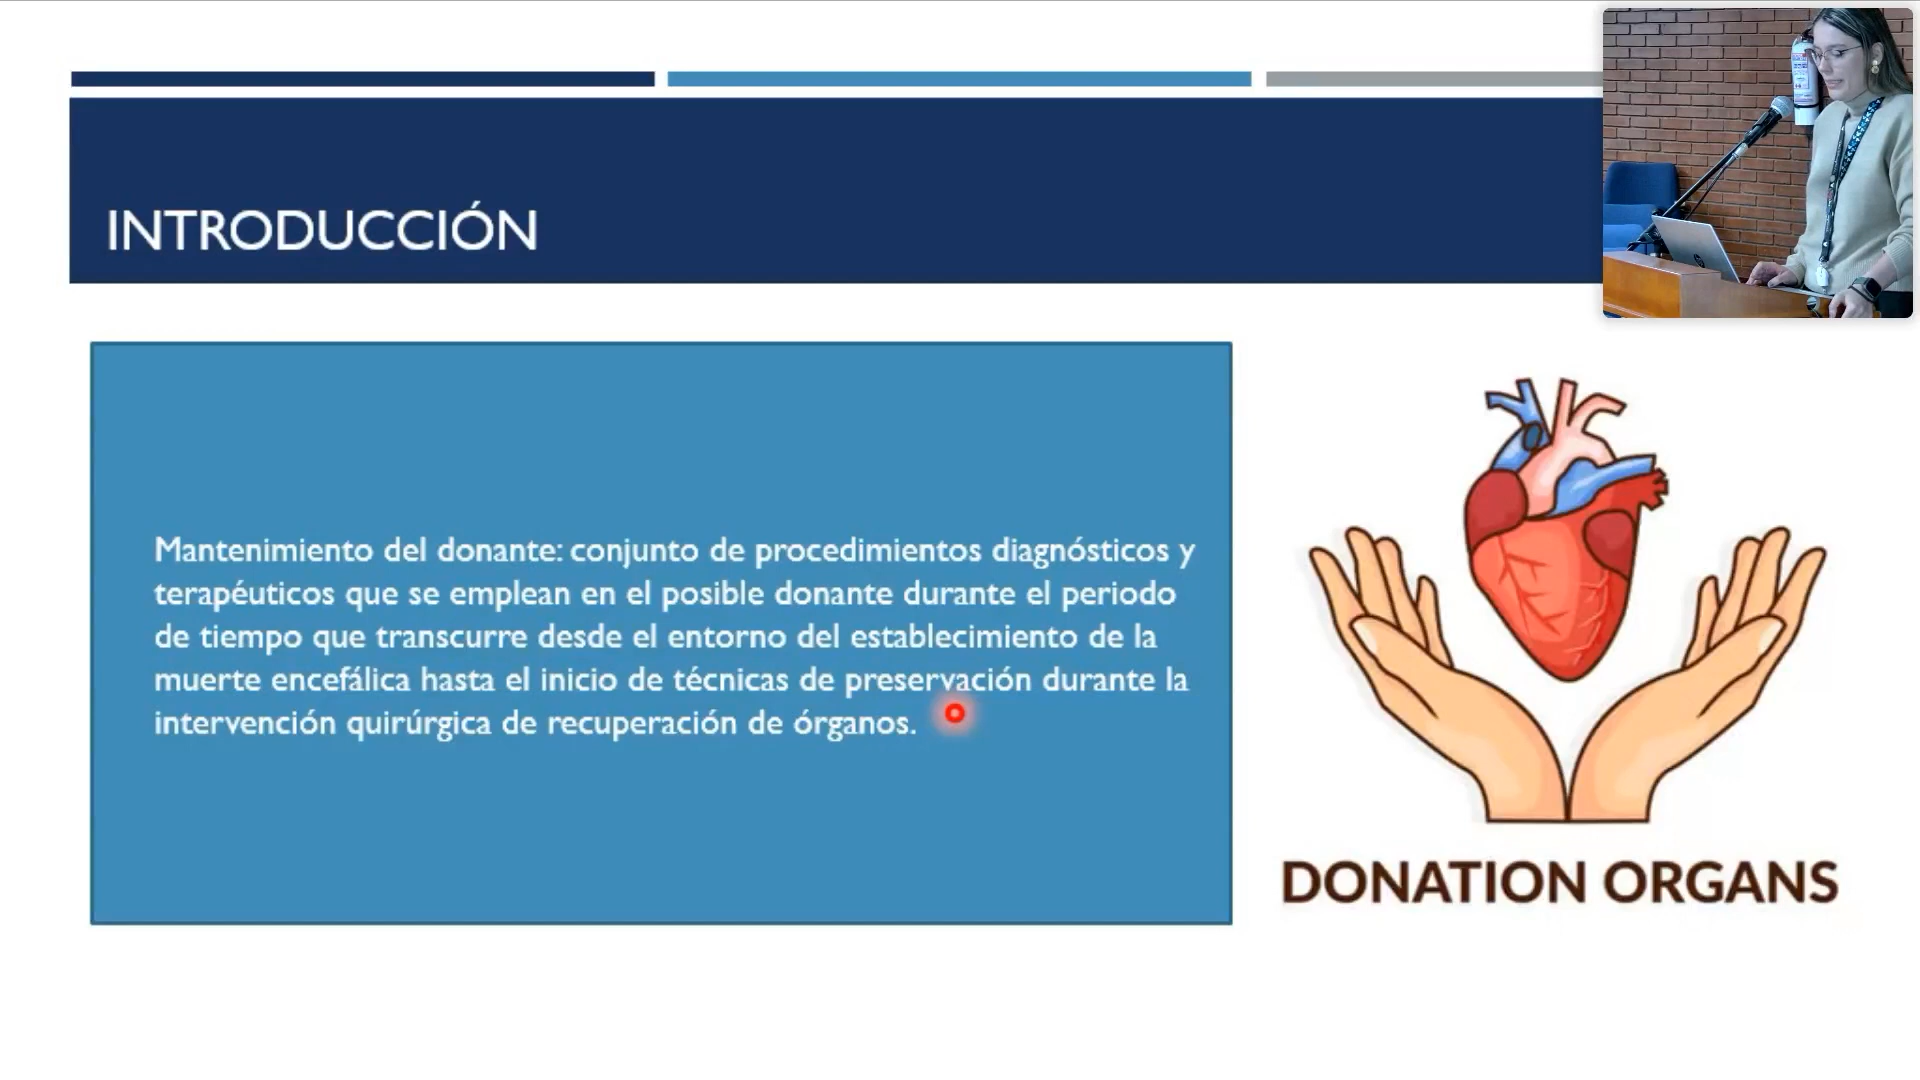 INTRODUCCIÓN
Mantenimiento del donante: conjunto de procedimientos diagnósticos y
terapéuticos que se emplean en el posible donante durante el periodo
de tiempo que transcurre desde el entorno del establecimiento de la
muerte encefálica hasta el inicio de técnicas de preservación durante la
intervención quirúrgica de recuperación de órganos.
DONATION ORGANS